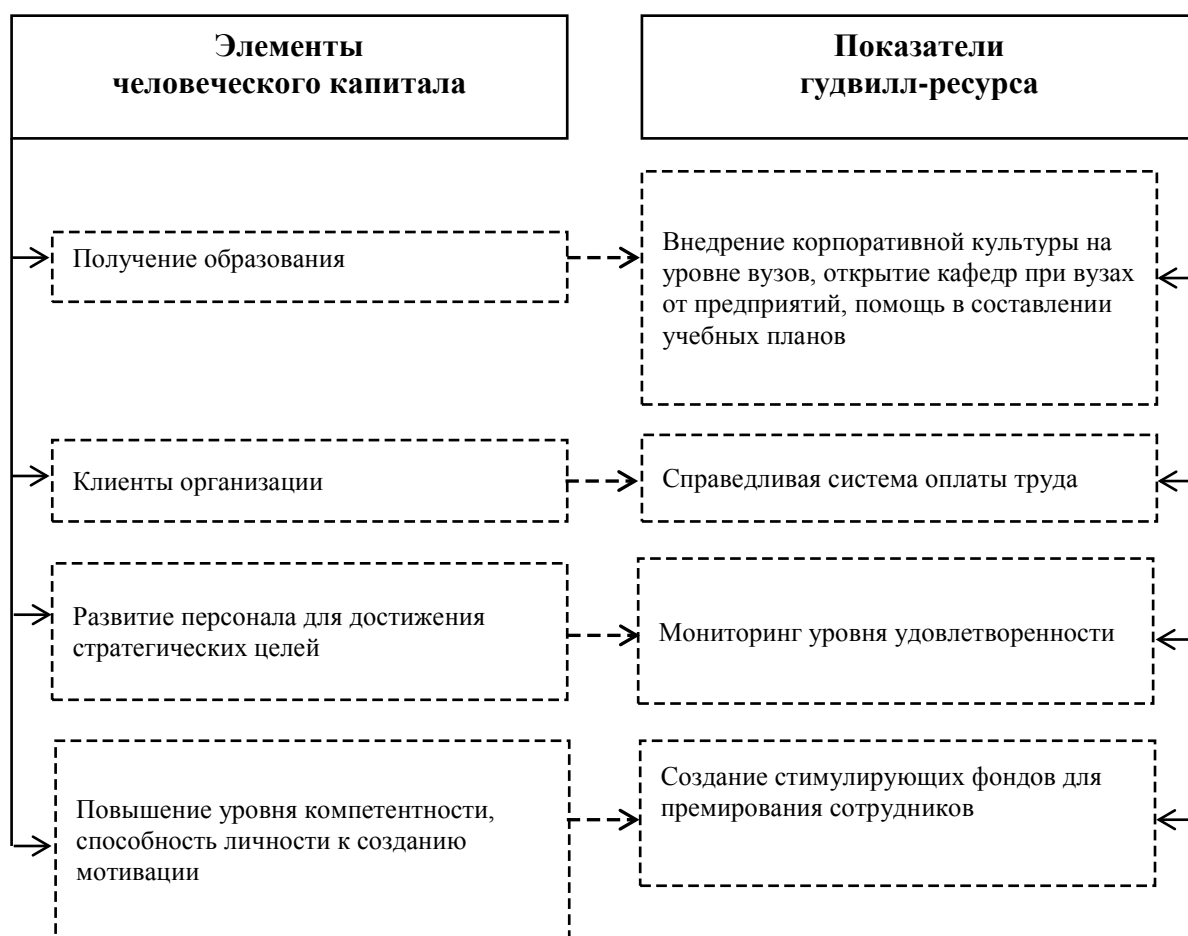 Элементы
человеческого капитала
Показатели
гудвилл-ресурса
Получение образования
Внедрение корпоративной культуры на
уровне вузов, открытие кафедр при вузах
от предприятий, помощь в составлении
учебных планов
Клиенты организации
Справедливая система оплаты труда
Развитие персонала для достижения
стратегических целей
Мониторинг уровня удовлетворенности
Повышение уровня компетентности,
способность личности к созданию
мотивации
Создание стимулирующих фондов для
премирования сотрудников